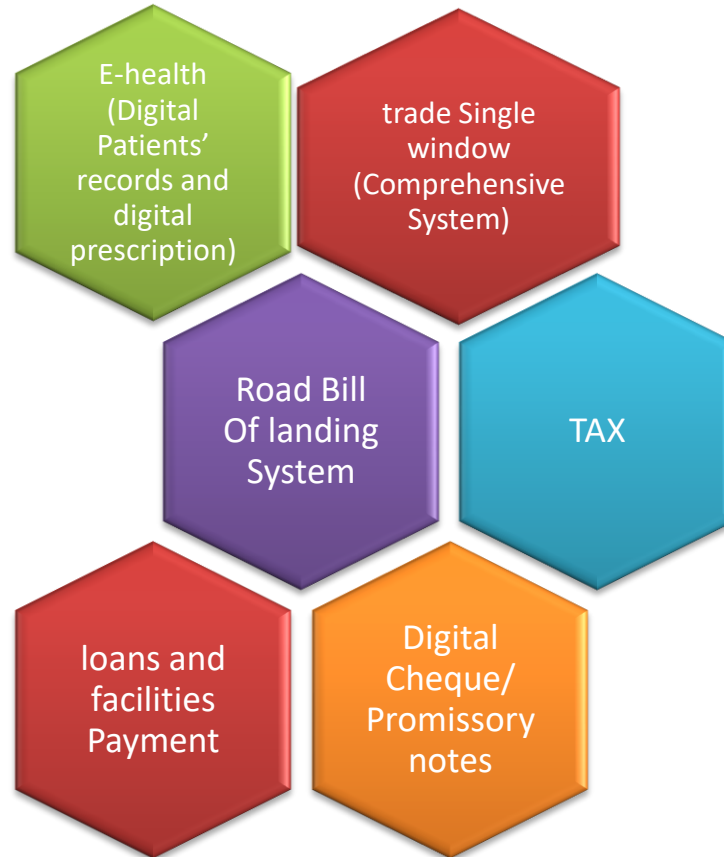 E-health
(Digital
Patients’
records and
digital
prescription)
trade Single
window
(Comprehensive
System)
Road Bill
Of landing
System
TAX
loans and
facilities
Payment
Digital
Cheque/
Promissory
notes